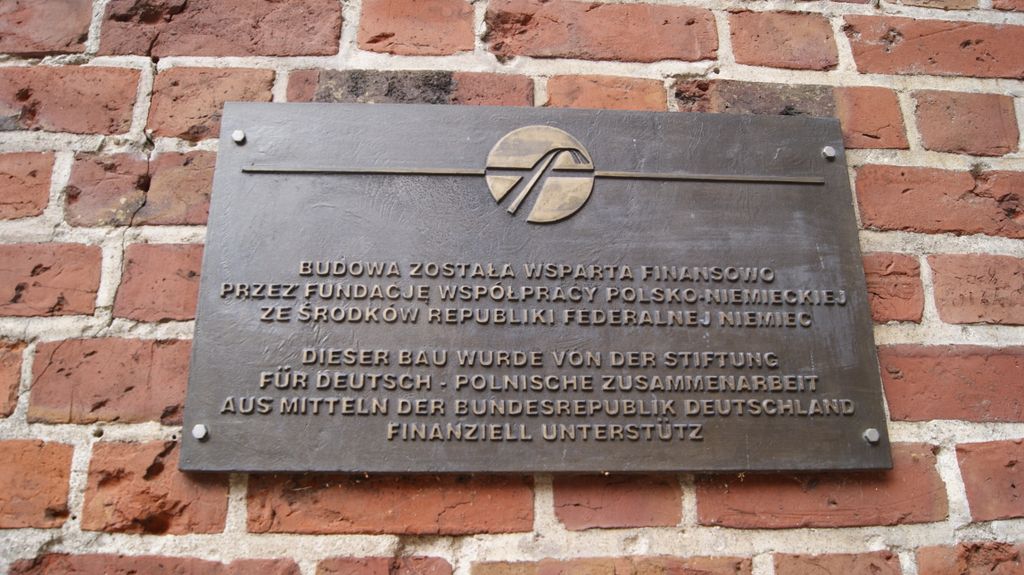 BUDOWA ZOSTAŁA WSPARTA FINANSOWO
PRZEZ FUNDACJĘ WSPÓŁPRACY POLSKO-NIEMIECKIEJ
ZE ŚRODKÓW REPUBLIKI FEDERALNEJ NIEMIEC
DIESER BAU WURDE VON DER STIFTUNG
FÜR DEUTSCH - POLNISCHE ZUSAMMENARBEIT
AUS MITTELN DER BUNDESREPUBLIK DEUTSCHLAND
FINANZIELL UNTERSTÜTZ